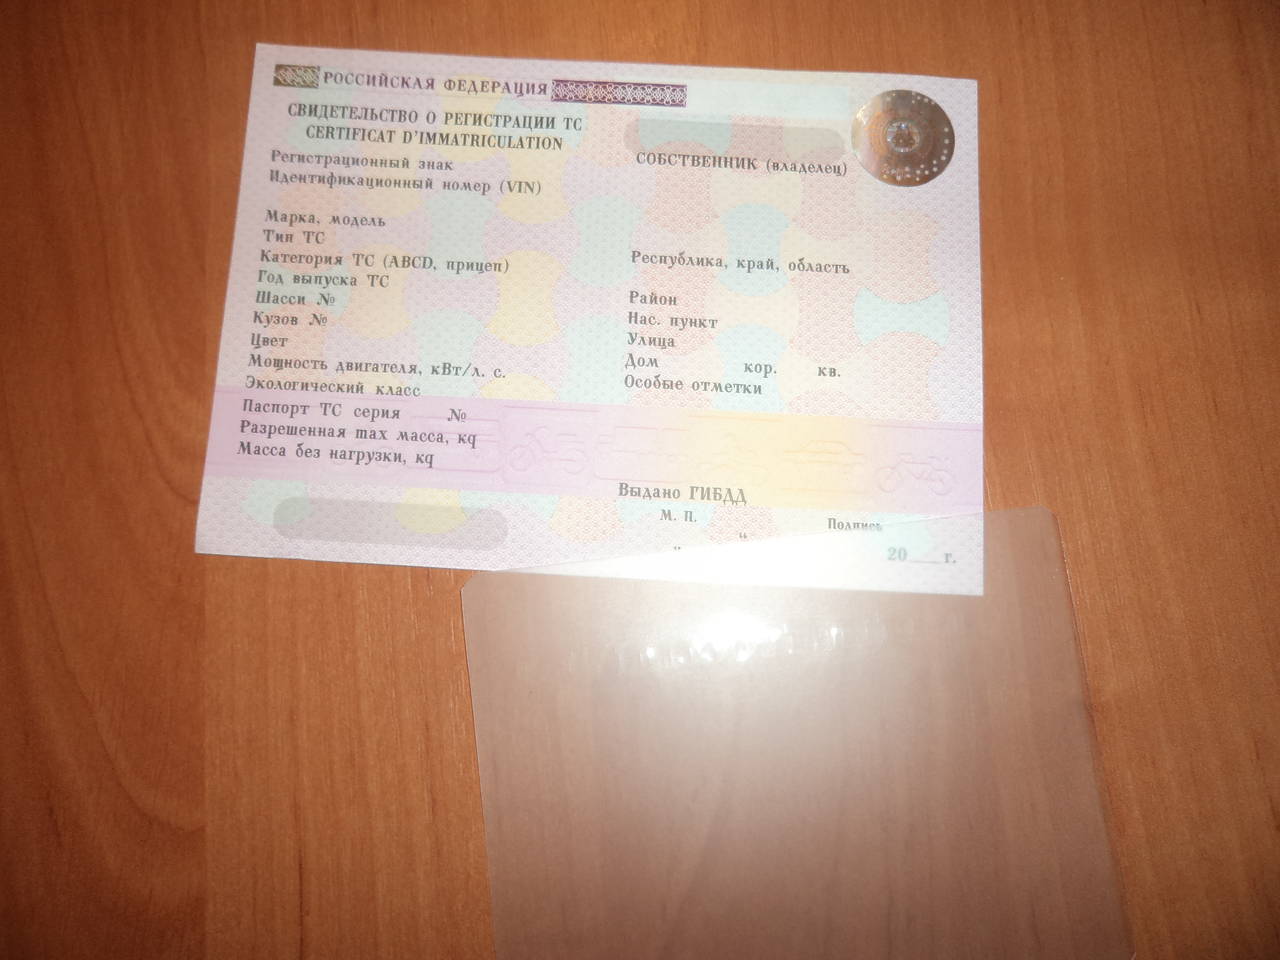 РОССИЙСКАЯ ФЕДЕРАЦИЯ
СВИДЕТЕЛЬСТВО О РЕГИСТРАЦИИ ТС
CERTIFICAT D'IMMATRICULATION
Регистрационный знак
Идентификационный номер (VIN)
Марка, модель
Тип ТС
Категория ТС (ABCD, прицеп)
Год выпуска ТС
Шасси №
Кузов №
Цвет
Мощность двигателя, кВт/л. с.
Экологический класс
Паспорт ТС серия №
Разрешенная max масса, kg
Масса без нагрузки, kg
СОБСТВЕННИК (владелец)
Республика, край, область
Район
Нас. пункт
Улица
Дом кор. кв.
Особые отметки
Выдано ГИБДД
М. П. Подпись
" " 20___г.